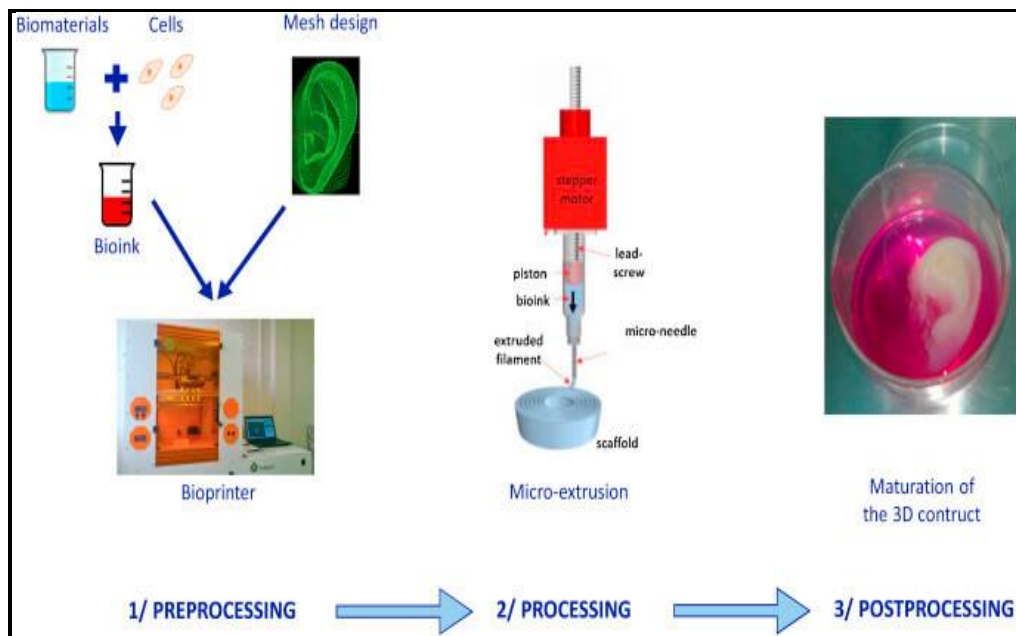 Biomaterials
Cells
Mesh design
Bioink
Bioprinter
stepper
motor
lead-
screw
piston
bioink
micro-needle
extruded
filament
scaffold
Micro-extrusion
Maturation of
the 3D contruct
1/ PREPROCESSING
2/ PROCESSING
3/ POSTPROCESSING